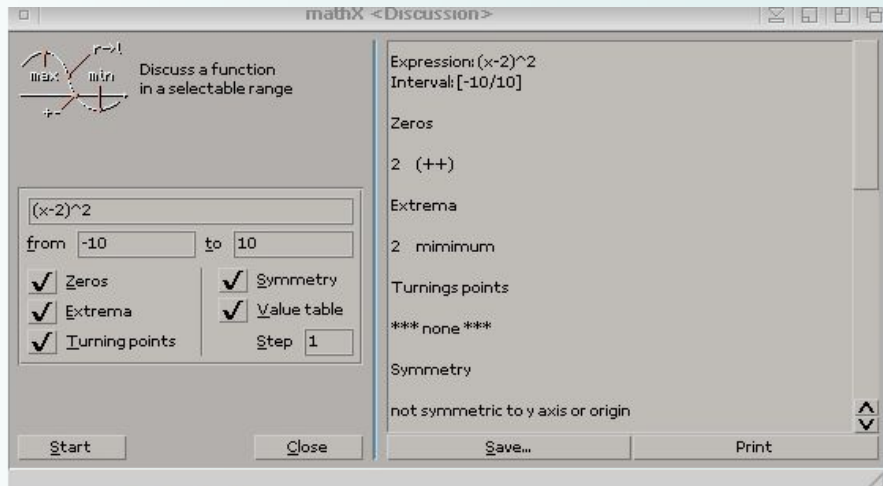 mathX <Discussion>
r→l
max
min
+-
Discuss a function
in a selectable range
(x-2)^2
from -10 to 10
Zeros
Symmetry
Extrema
Value table
Turning points
Step 1
Start
Close
Expression: (x-2)^2
Interval: [-10/10]
Zeros
2 (++)
Extrema
2 mimimum
Turnings points
*** none ***
Symmetry
not symmetric to y axis or origin
Save...
Print